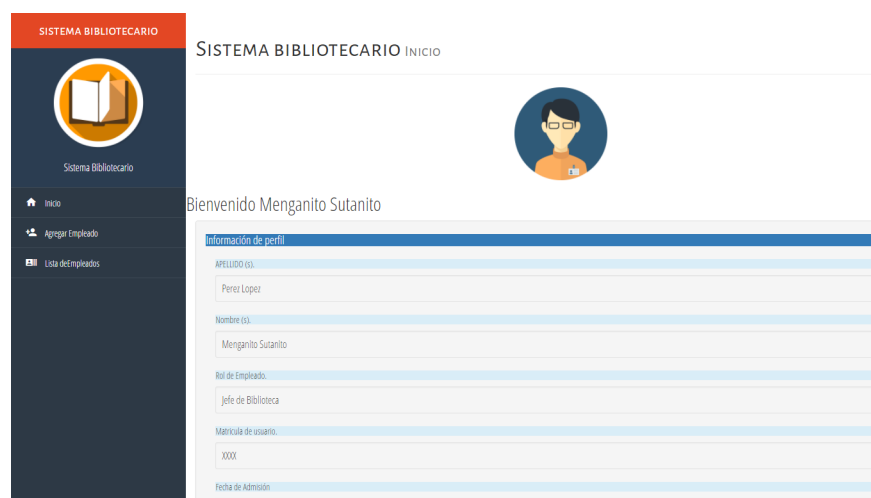 SISTEMA BIBLIOTECARIO
Sistema Bibliotecario
Inicio
Agregar Empleado
Lista deEmpleados
SISTEMA BIBLIOTECARIO INICIO
Bienvenido Menganito Sutanito
Información de perfil
APELLIDO (s).
Perez Lopez
Nombre (s).
Menganito Sutanito
Rol de Empleado.
Jefe de Biblioteca
Matricula de usuario.
XXXX
Fecha de Admisión